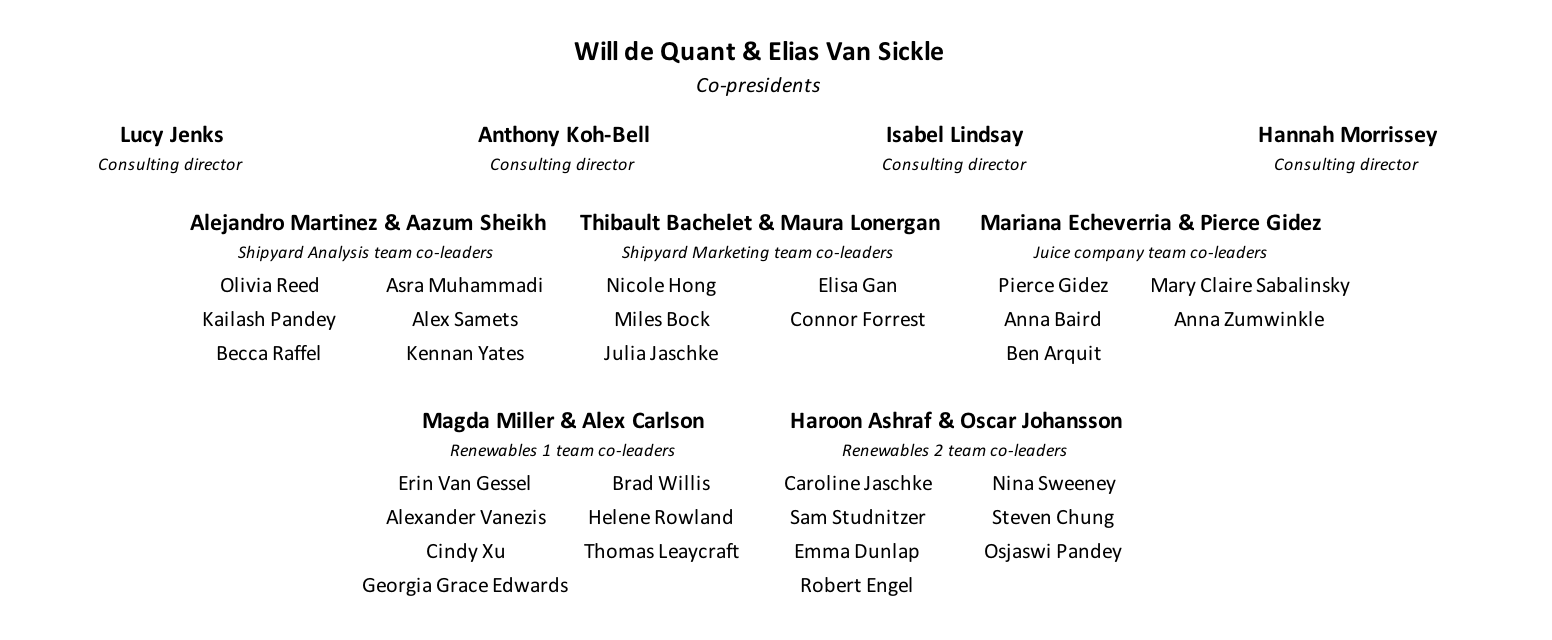 Will de Quant & Elias Van Sickle
Co-presidents
Lucy Jenks Anthony Koh-Bell Isabel Lindsay Hannah Morrissey
Consulting director Consulting director Consulting director Consulting director
Alejandro Martinez & Aazum Sheikh Thibault Bachelet & Maura Lonergan Mariana Echeverria & Pierce Gidez
Shipyard Analysis team co-leaders Shipyard Marketing team co-leaders Juice company team co-leaders
Olivia Reed Asra Muhammadi Nicole Hong Elisa Gan Pierce Gidez Mary Claire Sabalinsky
Kailash Pandey Alex Samets Miles Bock Connor Forrest Anna Baird Anna Zumwinkle
Becca Raffel Kennan Yates Julia Jaschke Ben Arquit
Magda Miller & Alex Carlson Haroon Ashraf & Oscar Johansson
Renewables 1 team co-leaders Renewables 2 team co-leaders
Erin Van Gessel Brad Willis Caroline Jaschke Nina Sweeney
Alexander Vanezis Helene Rowland Sam Studnitzer Steven Chung
Cindy Xu Thomas Leaycraft Emma Dunlap Osjaswi Pandey
Georgia Grace Edwards Robert Engel